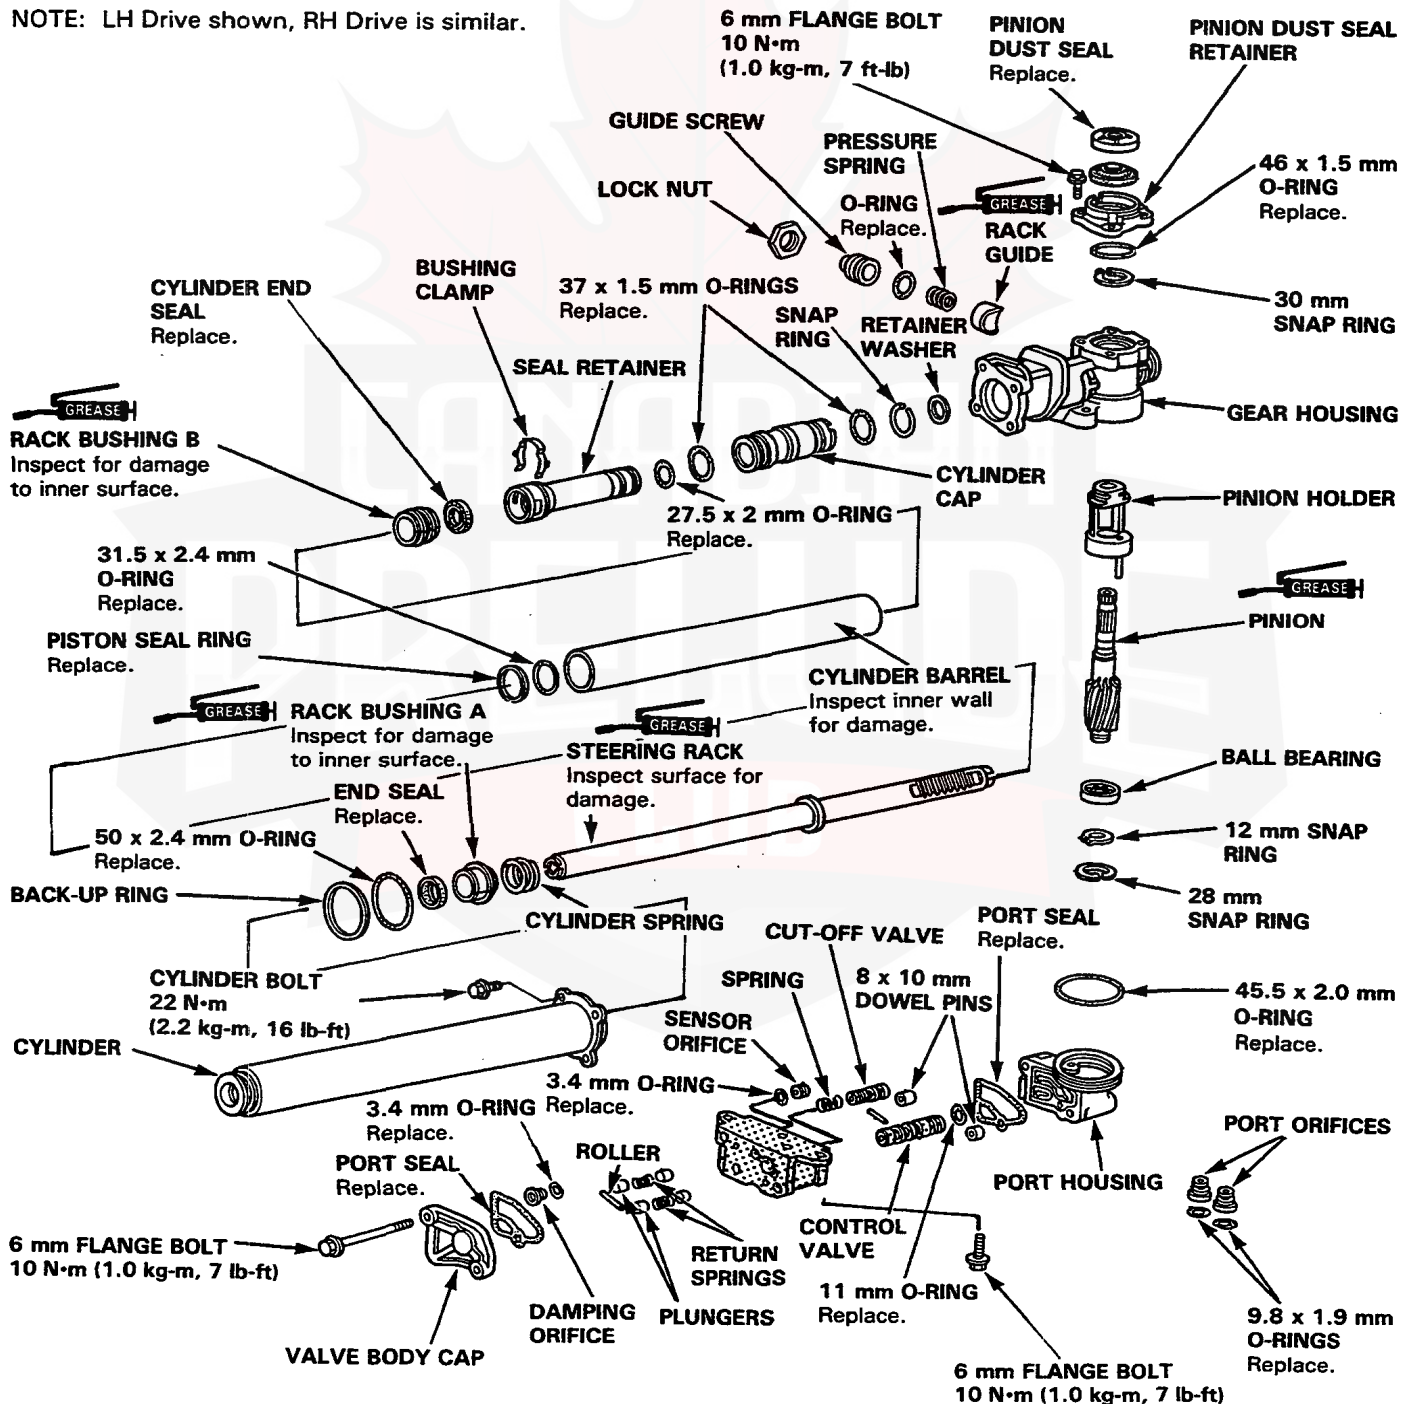 NOTE: LH Drive shown, RH Drive is similar.
6 mm FLANGE BOLT
10 N•m
(1.0 kg-m, 7 ft-lb)
PINION
DUST SEAL
Replace.
PINION DUST SEAL
RETAINER
GUIDE SCREW
PRESSURE
SPRING
46 x 1.5 mm
O-RING
Replace.
LOCK NUT
O-RING
Replace.
GREASE
RACK
GUIDE
BUSHING
CLAMP
CYLINDER END
SEAL
Replace.
37 x 1.5 mm O-RINGS
Replace.
SNAP
RING
RETAINER
WASHER
30 mm
SNAP RING
SEAL RETAINER
GREASE
RACK BUSHING B
Inspect for damage
to inner surface.
GEAR HOUSING
CYLINDER
CAP
PINION HOLDER
27.5 x 2 mm O-RING
Replace.
31.5 x 2.4 mm
O-RING
Replace.
GREASE
PINION
PISTON SEAL RING
Replace.
CYLINDER BARREL
Inspect inner wall
for damage.
GREASE
RACK BUSHING A
Inspect for damage
to inner surface.
GREASE
STEERING RACK
Inspect surface for
damage.
BALL BEARING
END SEAL
Replace.
50 x 2.4 mm O-RING
Replace.
12 mm SNAP
RING
BACK-UP RING
28 mm
SNAP RING
CYLINDER SPRING
PORT SEAL
Replace.
CUT-OFF VALVE
CYLINDER BOLT
22 N•m
(2.2 kg-m, 16 lb-ft)
SPRING
8 x 10 mm
DOWEL PINS
45.5 x 2.0 mm
O-RING
Replace.
SENSOR
ORIFICE
CYLINDER
3.4 mm O-RING
Replace.
3.4 mm O-RING
Replace.
PORT ORIFICES
ROLLER
PORT SEAL
Replace.
PORT HOUSING
CONTROL
VALVE
6 mm FLANGE BOLT
10 N•m (1.0 kg-m, 7 lb-ft)
RETURN
SPRINGS
11 mm O-RING
Replace.
DAMPING
ORIFICE
PLUNGERS
9.8 x 1.9 mm
O-RINGS
Replace.
VALVE BODY CAP
6 mm FLANGE BOLT
10 N•m (1.0 kg-m, 7 lb-ft)
CANADIAN
PRELUDE
CLUB